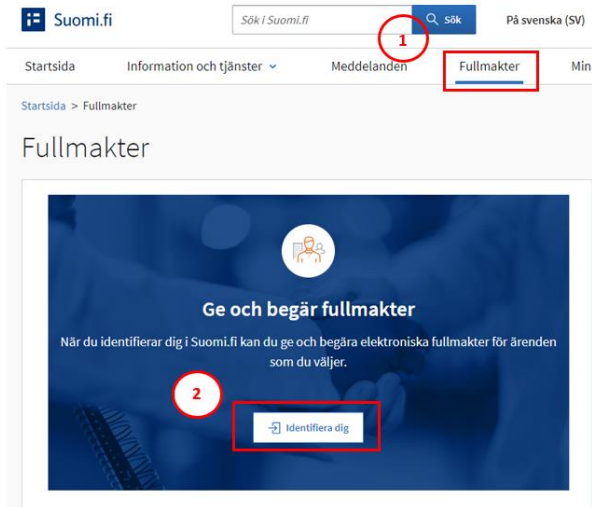 Suomi.fi
Sök i Suomi.fi
Sök
På svenska (SV)
1
Startsida
Information och tjänster
Meddelanden
Fullmakter
Min
Startsida > Fullmakter
Fullmakter
Ge och begär fullmakter
När du identifierar dig i Suomi.fi kan du ge och begära elektroniska fullmakter för ärenden
som du väljer.
2
Identifiera dig